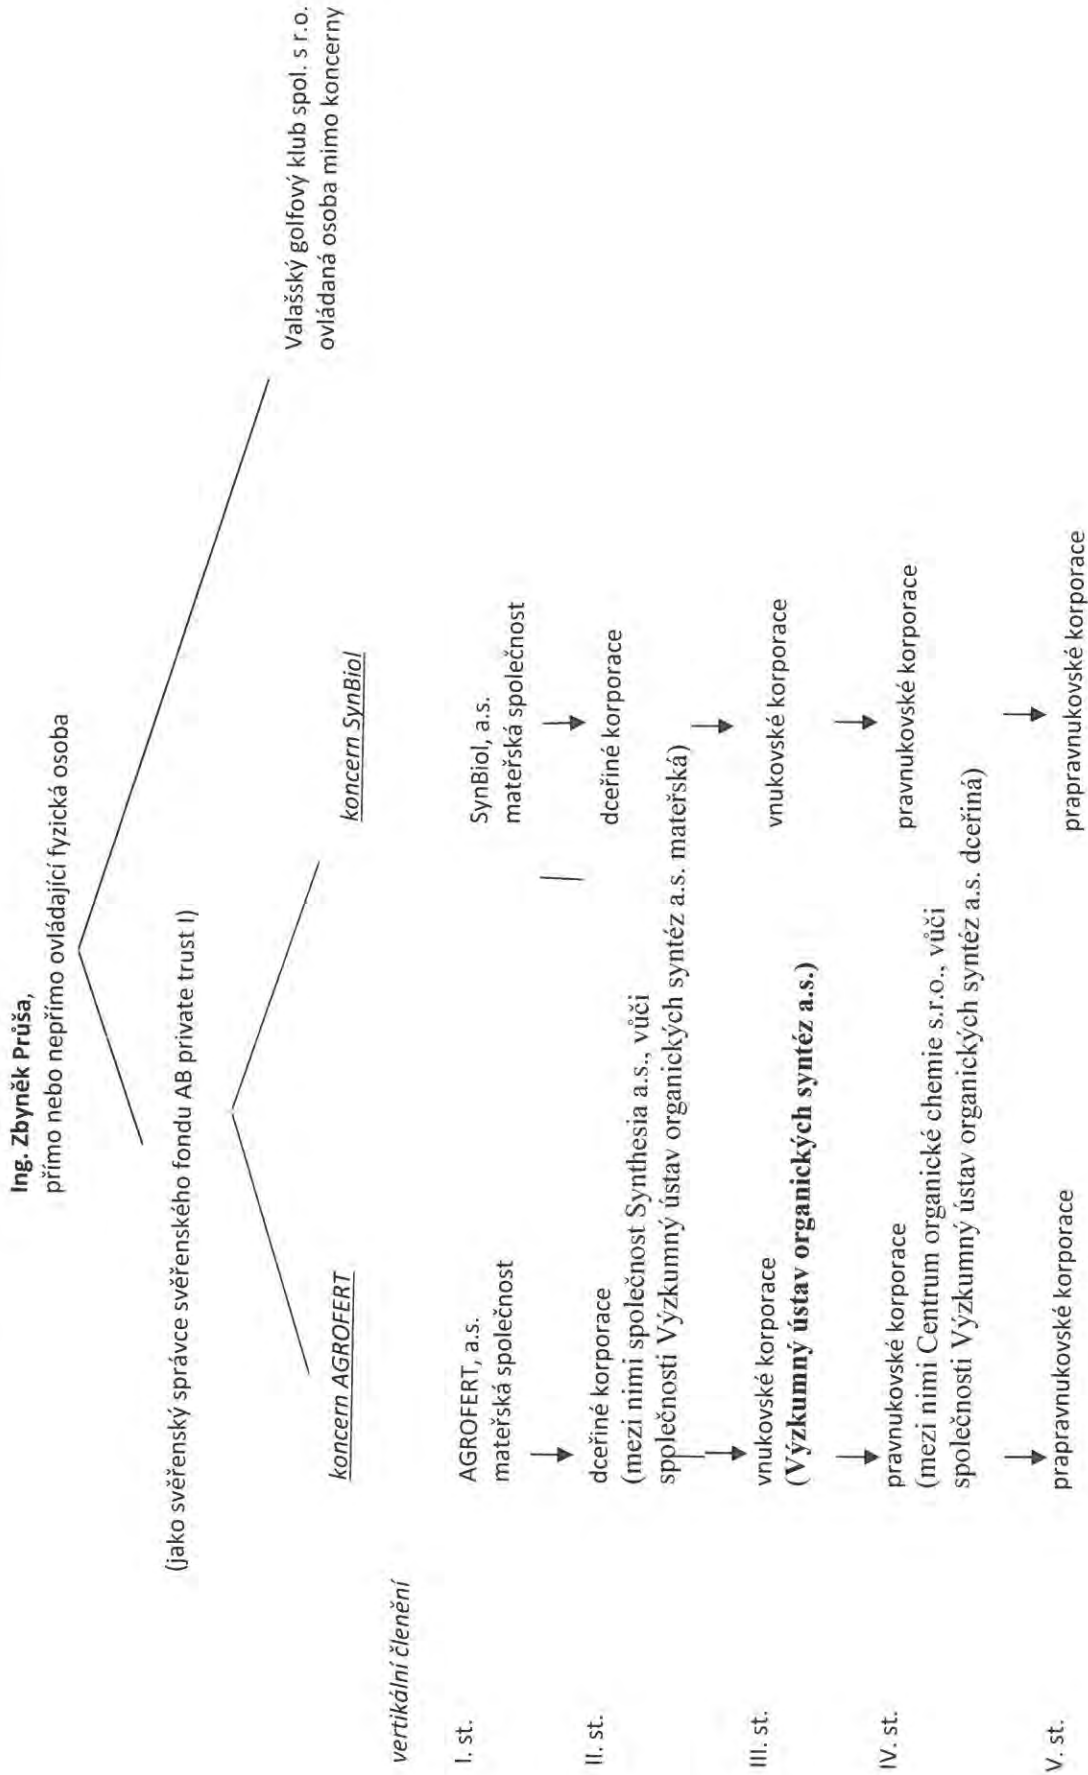 Ing. Zbyněk Průša,
přímo nebo nepřímo ovládající fyzická osoba
(jako svěřenský správce svěřenského fondu AB private trust I)
Valašský golfový klub spol. s r.o.
ovládaná osoba mimo koncerny
koncern AGROFERT
koncern SynBiol
vertikální členění
I. st.
AGROFERT, a.s.
mateřská společnost
SynBiol, a.s.
mateřská společnost
II. st.
dceřiné korporace
(mezi nimi společnost Synthesia a.s., vůči
společnosti Výzkumný ústav organických syntéz a.s. mateřská)
dceřiné korporace
III. st.
vnukovské korporace
(Výzkumný ústav organických syntéz a.s.)
vnukovské korporace
IV. st.
pravnukovské korporace
(mezi nimi Centrum organické chemie s.r.o., vůči
společnosti Výzkumný ústav organických syntéz a.s. dceřiná)
pravnukovské korporace
V. st.
prapravnukovské korporace
prapravnukovské korporace